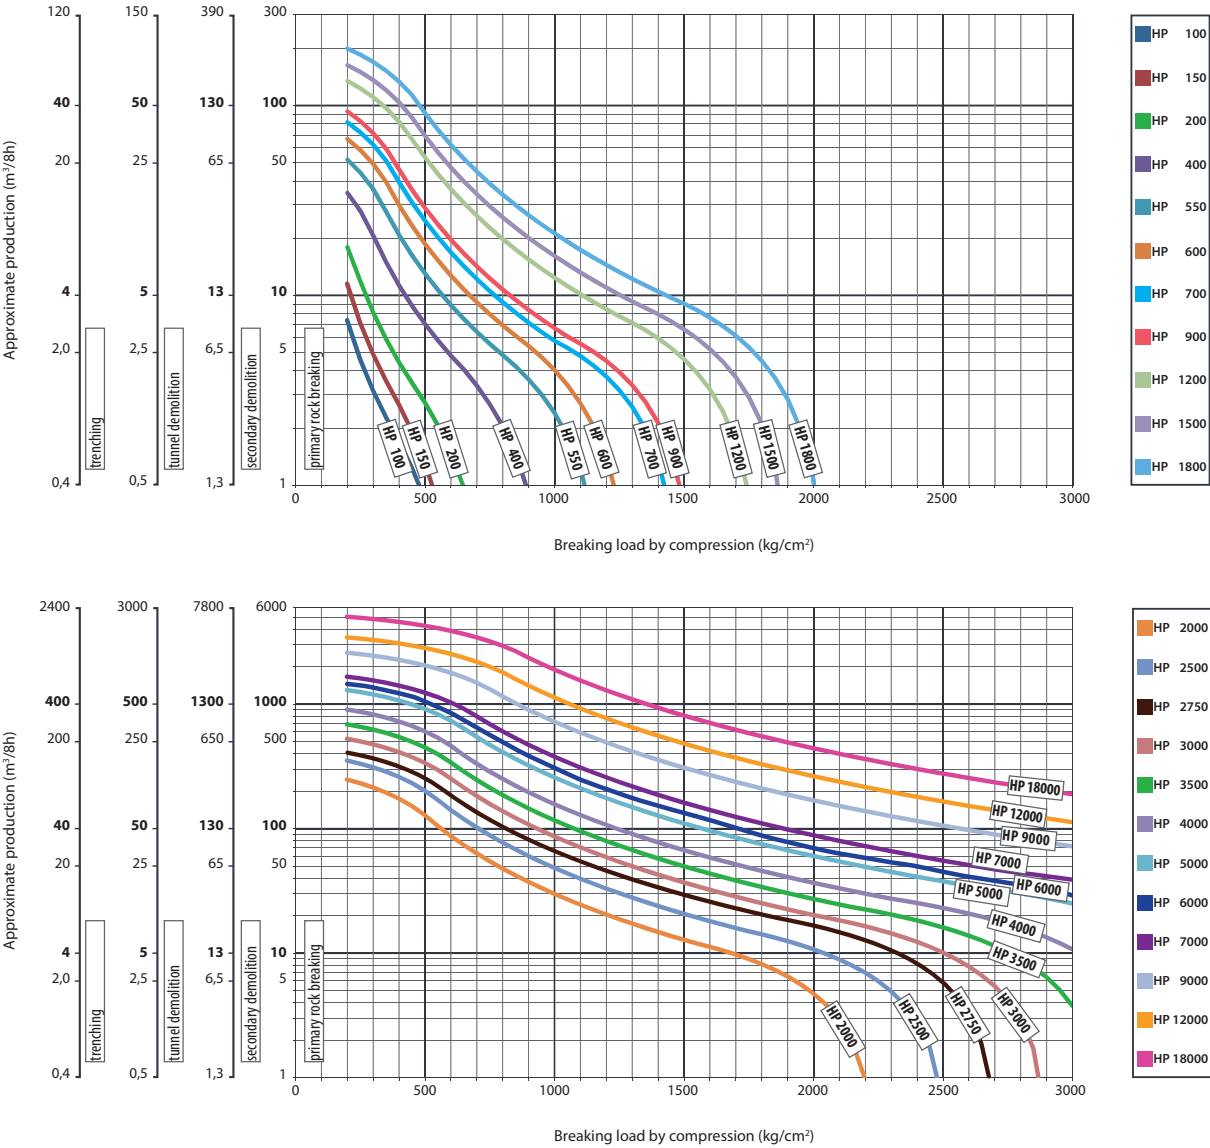 120 150 390 300
40 50 130 100
20 25 65 50
4 5 13 10
2,0 2,5 6,5 5
0,4 0,5 1,3 1
Approximate production (m³/8h)
trenching
tunnel demolition
secondary demolition
primary rock breaking
HP 100
HP 150
HP 200
HP 400
HP 550
HP 600
HP 700
HP 900
HP 1200
HP 1500
HP 1800
0 500 1000 1500 2000 2500 3000
Breaking load by compression (kg/cm²)
HP 100
HP 150
HP 200
HP 400
HP 550
HP 600
HP 700
HP 900
HP 1200
HP 1500
HP 1800
2400 3000 7800 6000
400 500 1300 1000
200 250 650 500
40 50 130 100
20 25 65 50
4 5 13 10
2,0 2,5 6,5 5
0,4 0,5 1,3 1
Approximate production (m³/8h)
trenching
tunnel demolition
secondary demolition
primary rock breaking
HP 18000
HP 12000
HP 9000
HP 7000
HP 6000
HP 5000
HP 4000
HP 3500
HP 2000
HP 2500
HP 2750
HP 3000
0 500 1000 1500 2000 2500 3000
Breaking load by compression (kg/cm²)
HP 2000
HP 2500
HP 2750
HP 3000
HP 3500
HP 4000
HP 5000
HP 6000
HP 7000
HP 9000
HP 12000
HP 18000